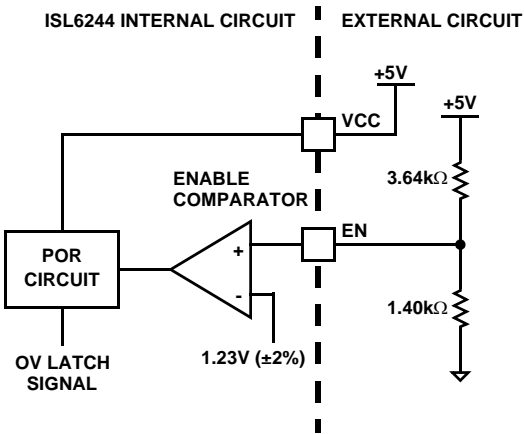 ISL6244 INTERNAL CIRCUIT
EXTERNAL CIRCUIT
+5V
VCC
+5V
ENABLE
COMPARATOR
3.64kΩ
EN
POR
CIRCUIT
+
-
1.40kΩ
1.23V (±2%)
OV LATCH
SIGNAL